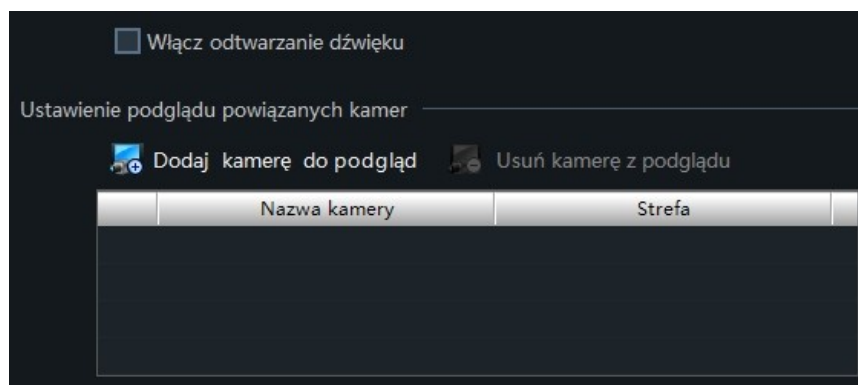 Włącz odtwarzanie dźwięku
Ustawienie podglądu powiązanych kamer
Dodaj kamerę do podgląd Usuń kamerę z podglądu
Nazwa kamery Strefa